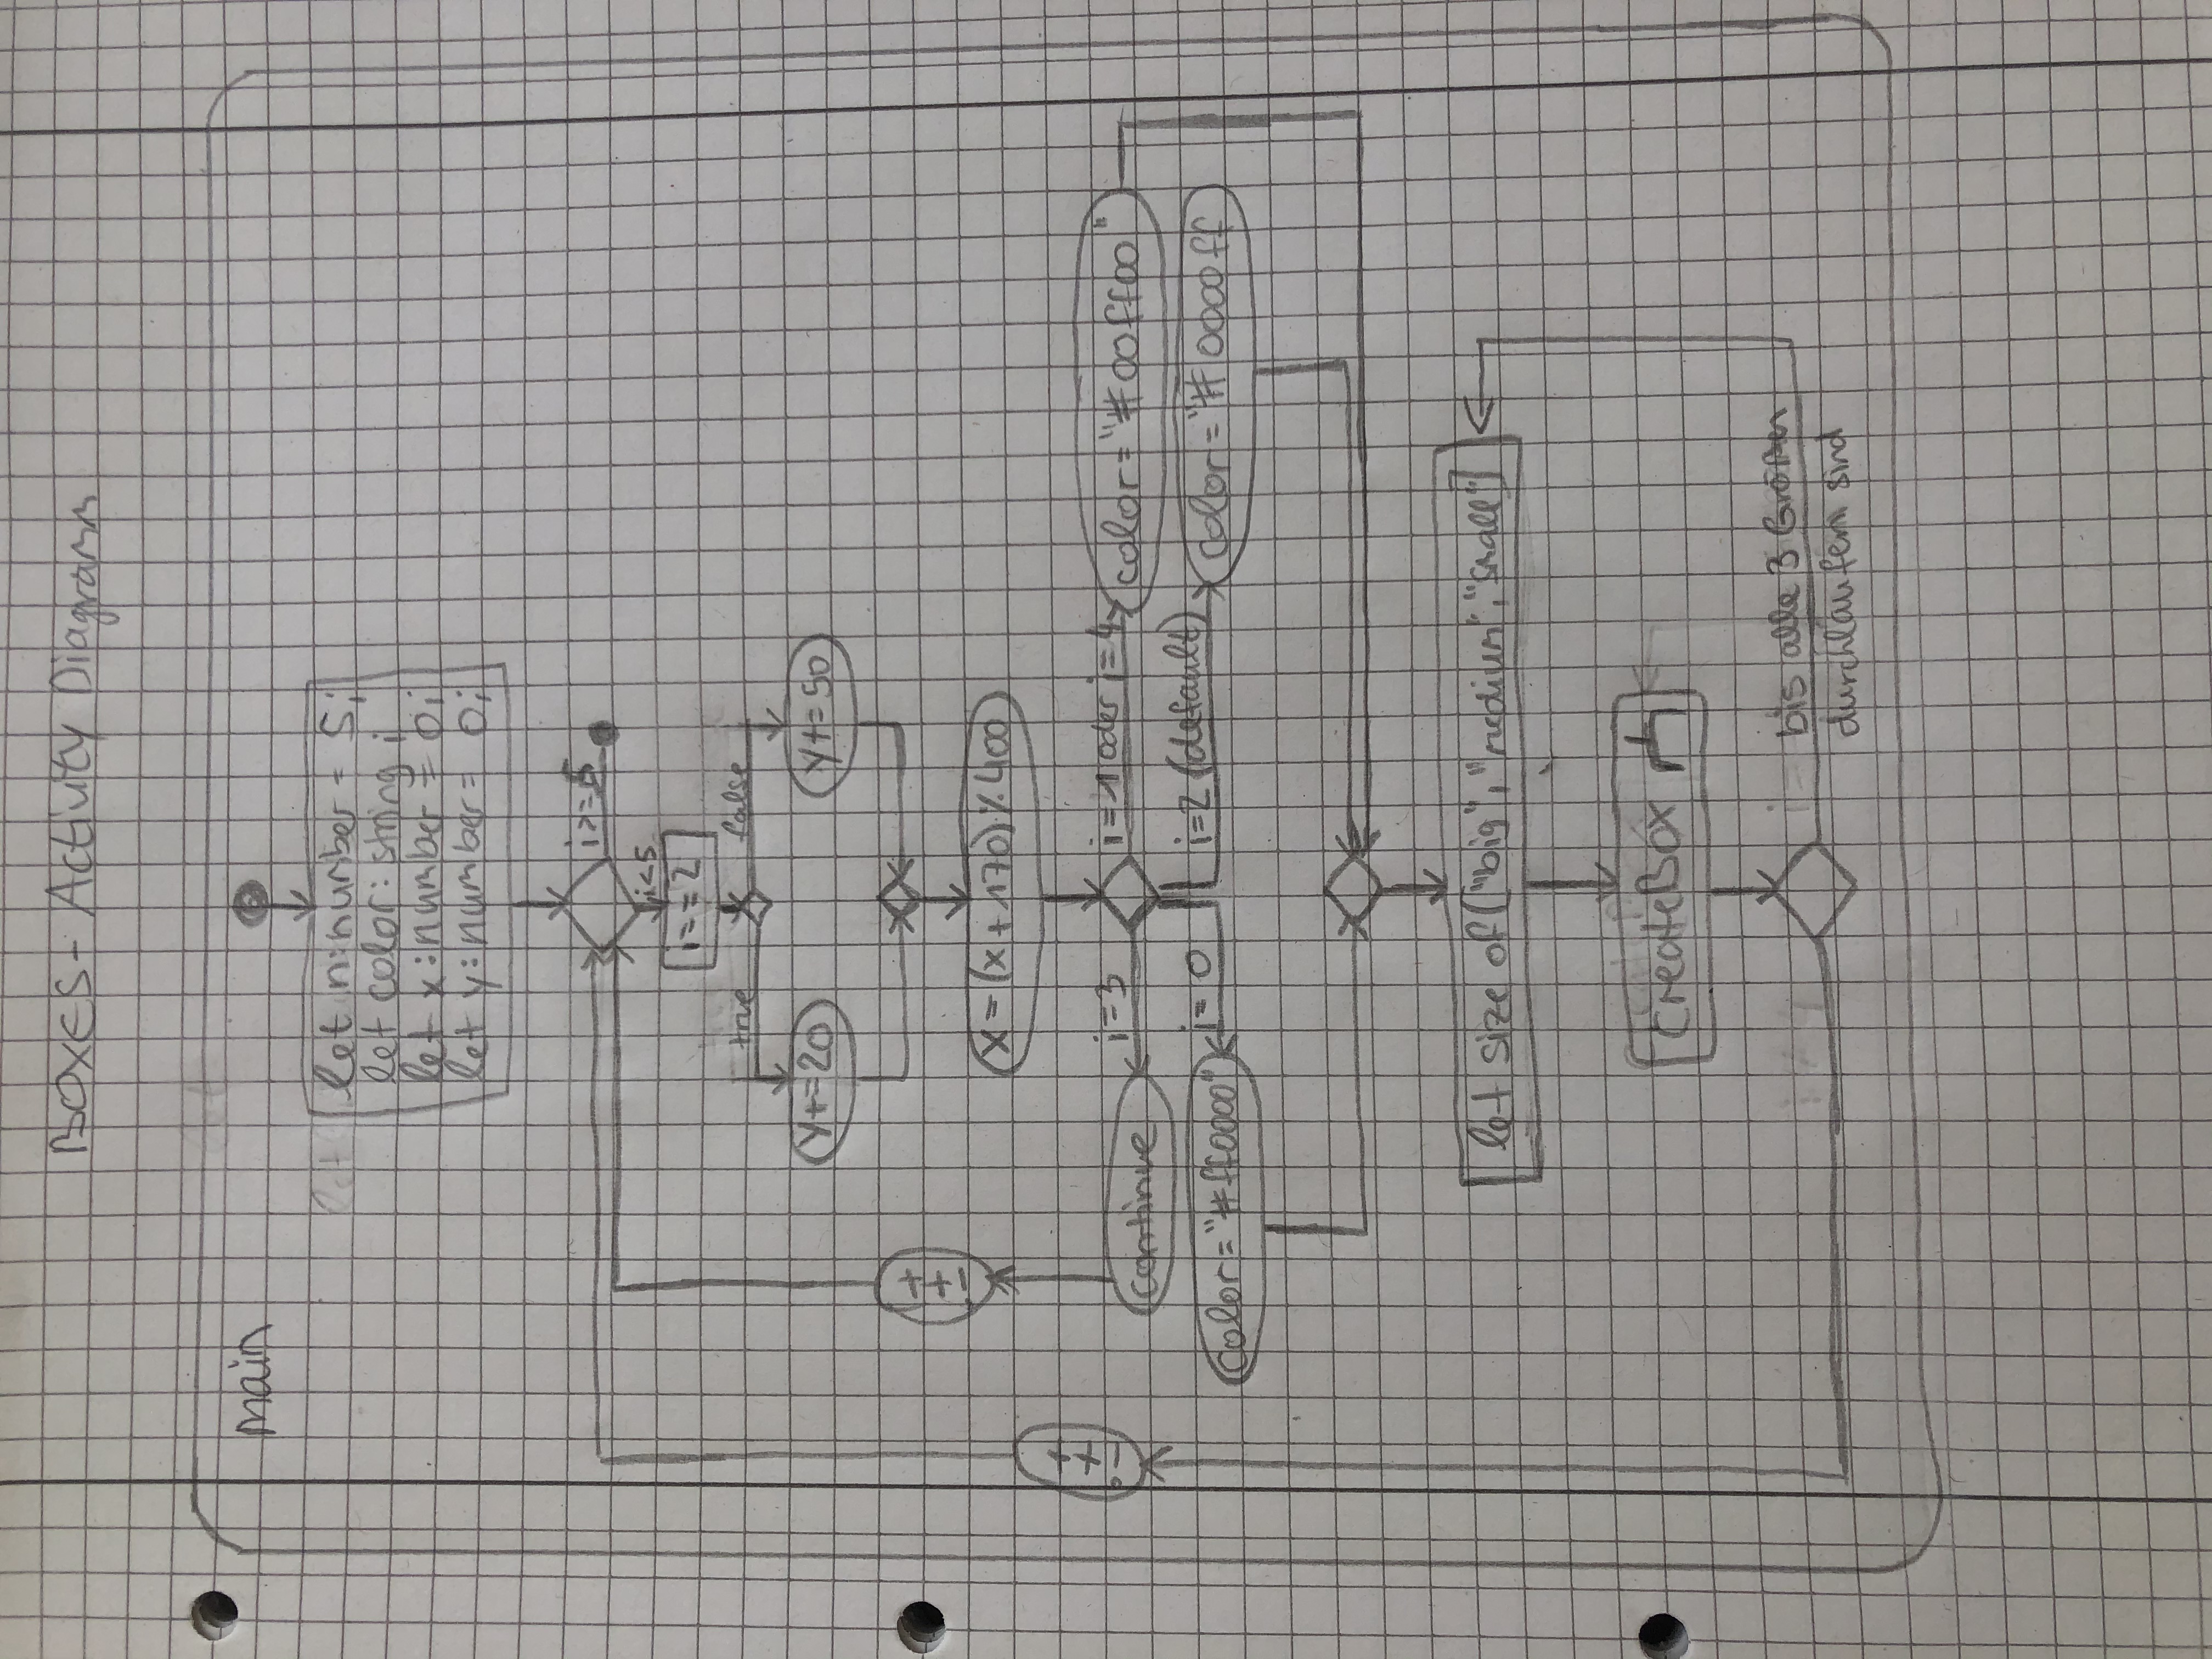 BOXES - Activity Diagramm
main
let n:number = 5;
let color: string;
let x:number = 0;
let y:number = 0;
i>=5
i<5
i==2
true
false
y+=20
y+=50
i++
x=(x+170)%400
i++
i=3
i=1 oder i=4
continue
color="#00ff00"
i=0
i=2 (default)
color="#ff0000"
color="#0000ff
let size of ["big","medium","small"]
createBox
bis alle 3 Größen
durchlaufen sind